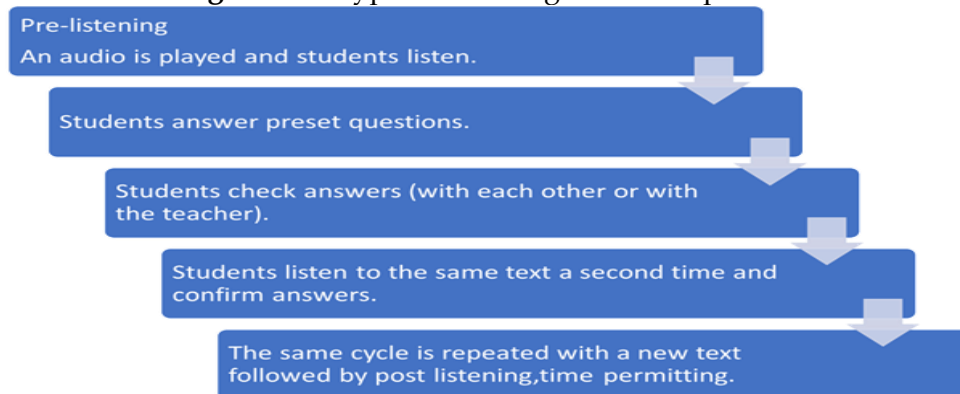 Pre-listening
An audio is played and students listen.
Students answer preset questions.
Students check answers (with each other or with
the teacher).
Students listen to the same text a second time and
confirm answers.
The same cycle is repeated with a new text
followed by post listening,time permitting.